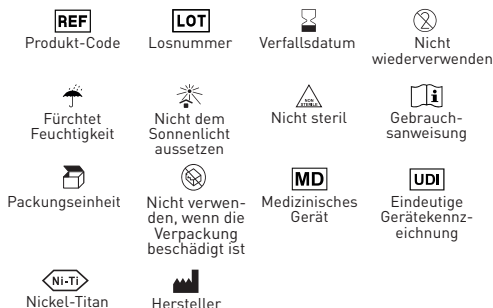 REF LOT
Produkt-Code Losnummer Verfallsdatum Nicht
wiederverwenden
NON
STERILE
Fürchtet
Feuchtigkeit
Nicht dem
Sonnenlicht
aussetzen
Nicht steril
Gebrauch-
sanweisung
MD UDI
Packungseinheit
Nicht verwen-
den, wenn die
Verpackung
beschädigt ist
Medizinisches
Gerät
Eindeutige
Gerätekennz-
eichnung
Ni-Ti
Nickel-Titan Hersteller